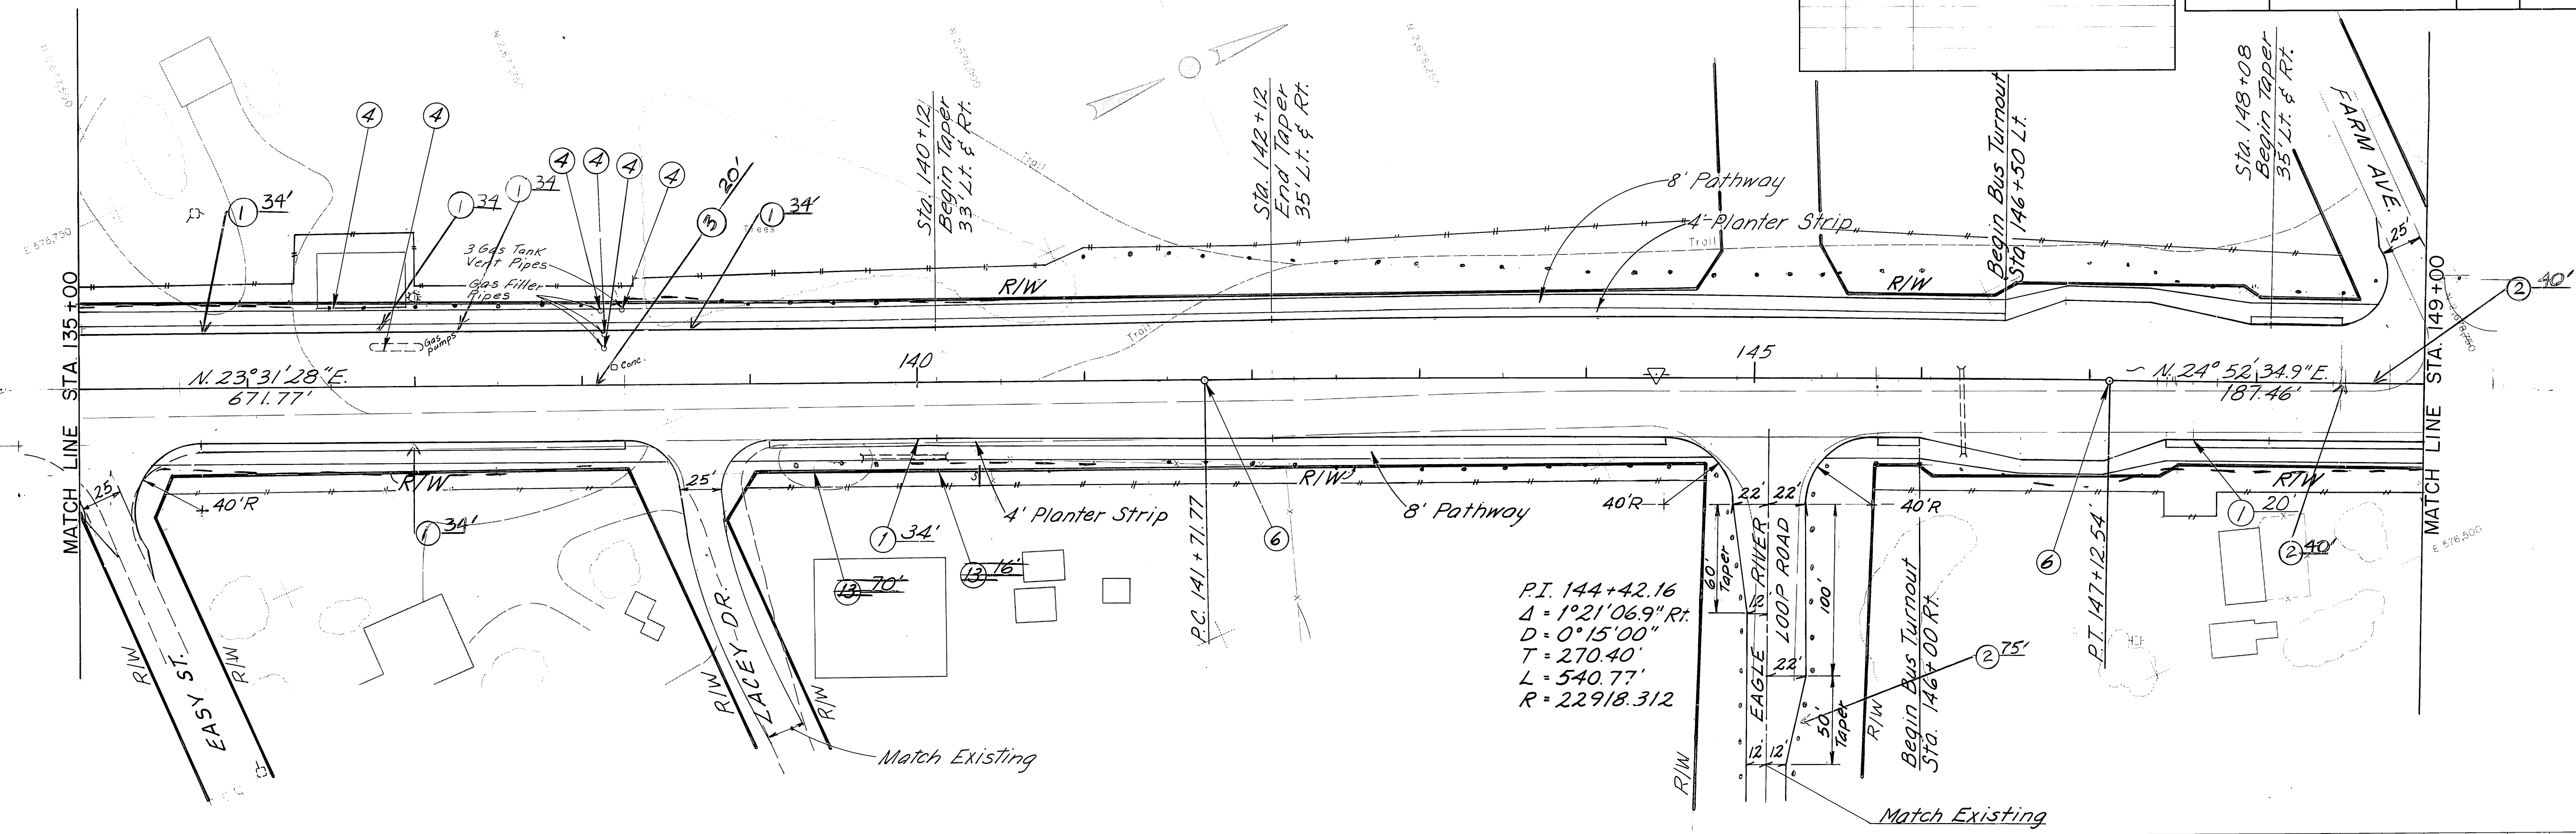 Sta. 148+08
Begin Taper
35' Lt. & Rt.
FARM AVE.
25'
Begin Bus Turnout
Sta. 146+50 Lt.
Sta. 142+12
End Taper
35' Lt. & Rt.
Sta. 140+12
Begin Taper
33' Lt. & Rt.
4
4
4
4
4
4
3
20'
1 34'
1 34
1 34
1 34'
Trees
Trail
Trail
Trail
8' Pathway
4' Planter Strip
3 Gas Tank
Vent Pipes
Gas Filler
Pipes
Gas
Pumps
Conc.
E 576,750
R/W
R/W
2 40'
MATCH LINE STA. 135+00
MATCH LINE STA. 149+00
140
145
N. 23°31'28"E.
671.77'
N. 24°52'34.9"E.
187.46'
25'
40'R
R/W
1 34'
25'
4' Planter Strip
1 34'
13 70'
13 16'
R/W
8' Pathway
6
P.C. 141+71.77
40'R
22' 22'
40'R
60'
Taper
12'
EAGLE RIVER
LOOP ROAD
100'
22'
50'
Taper
12' 12'
2 75'
6
P.T. 147+12.54'
R/W
1 20'
2 40'
E 576,500
P.I. 144+42.16
Δ = 1°21'06.9" Rt.
D = 0°15'00"
T = 270.40'
L = 540.77'
R = 22918.312
Begin Bus Turnout
Sta. 146+00 Rt.
R/W
EASY ST.
R/W
R/W
LACEY DR.
R/W
Match Existing
R/W
R/W
Match Existing